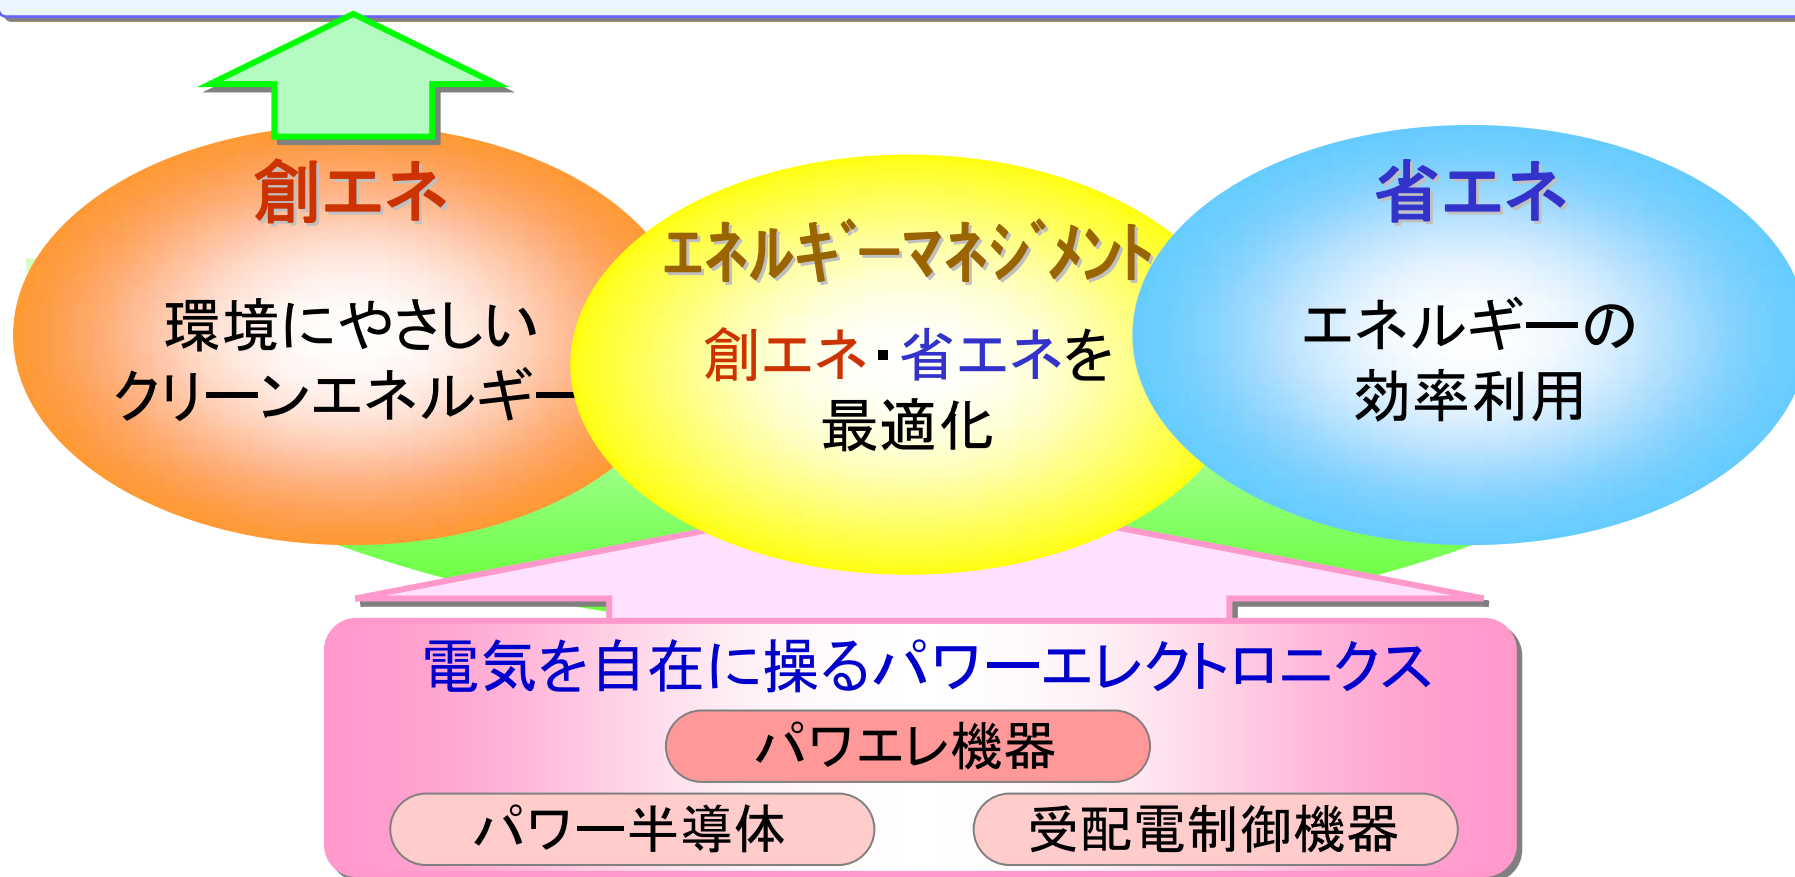 創エネ
環境にやさしい
クリーンエネルギー
エネルギーマネジメント
創エネ・省エネを
最適化
省エネ
エネルギーの
効率利用
電気を自在に操るパワーエレクトロニクス
パワエレ機器
パワー半導体
受配電制御機器